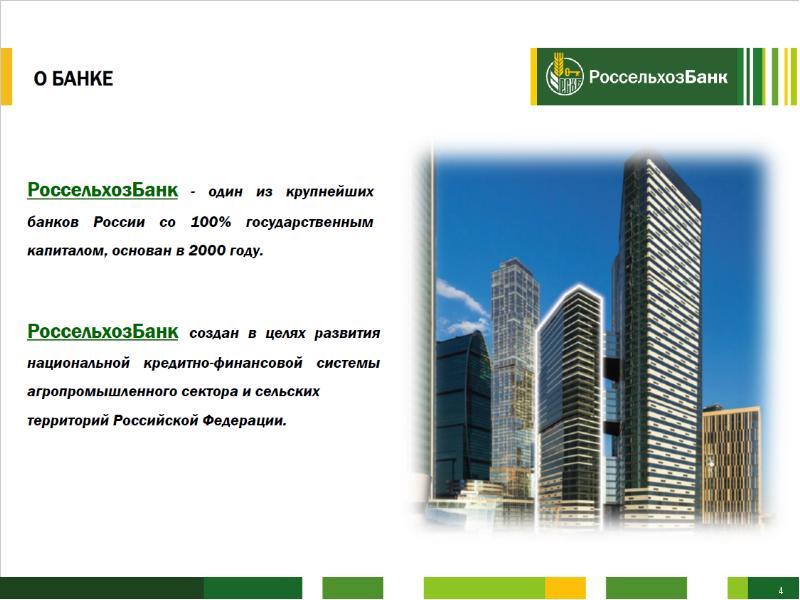 О БАНКЕ
РоссельхозБанк
РоссельхозБанк - один из крупнейших
банков России со 100% государственным
капиталом, основан в 2000 году.
РоссельхозБанк создан в целях развития
национальной кредитно-финансовой системы
агропромышленного сектора и сельских
территорий Российской Федерации.
4